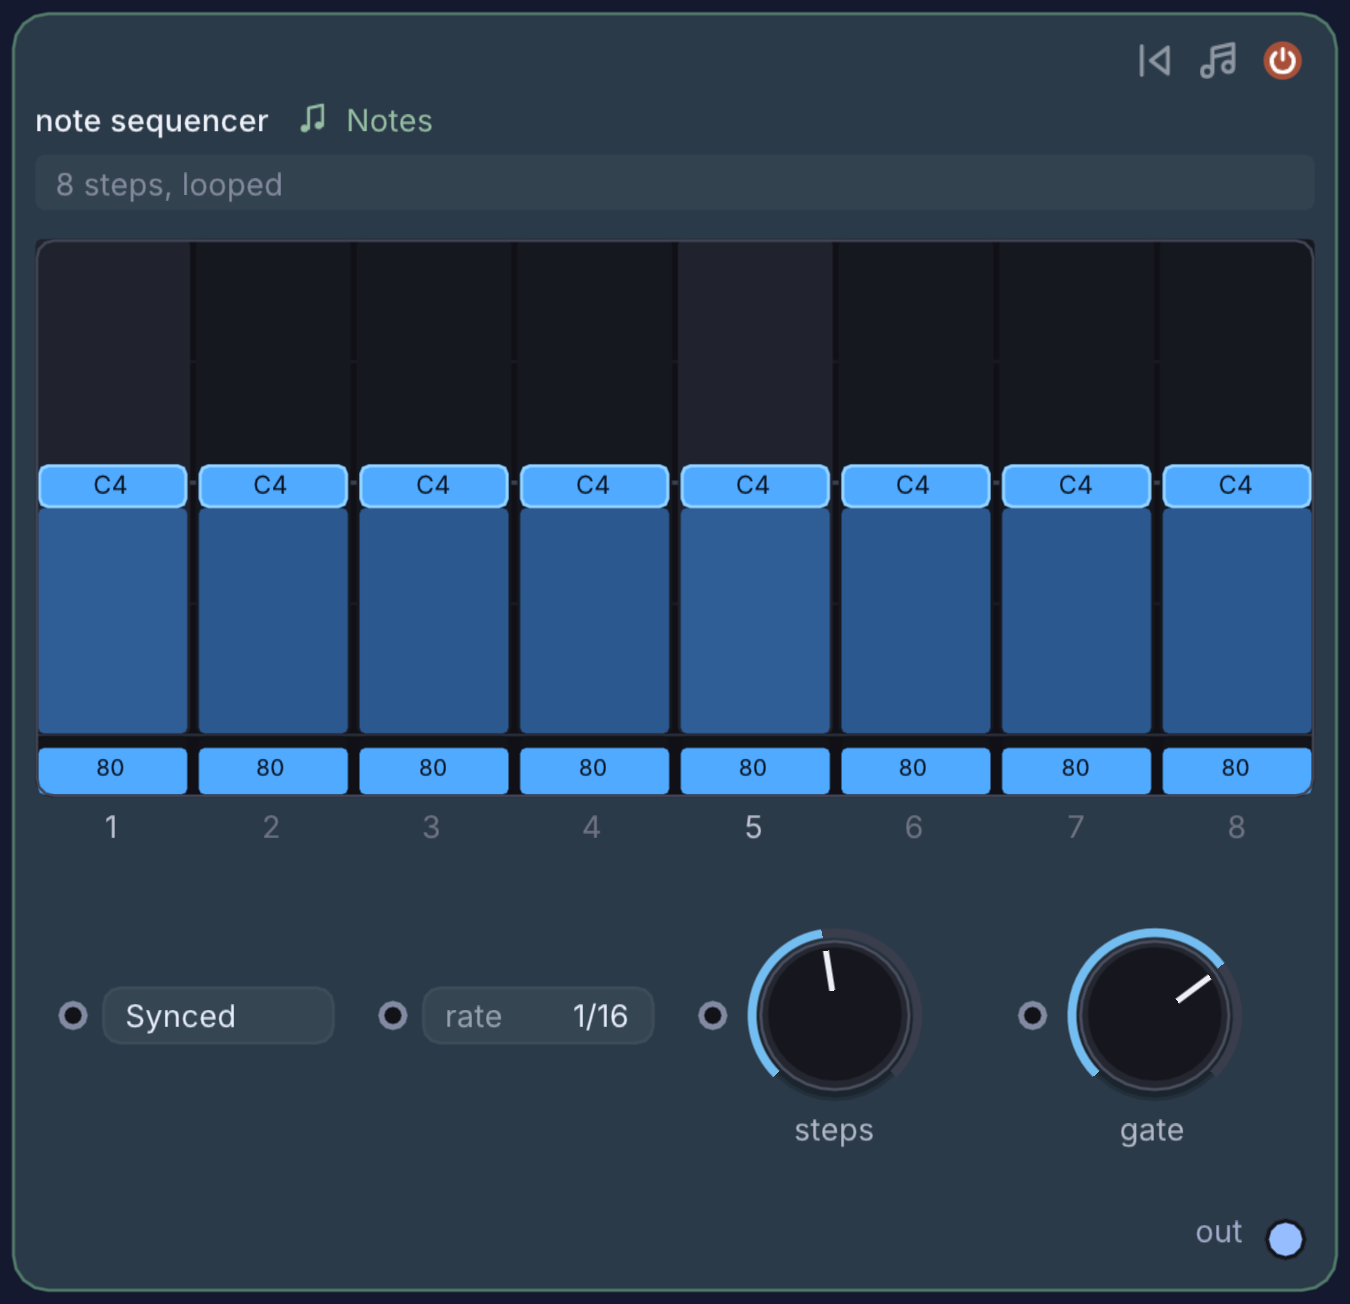 note sequencer Notes
8 steps, looped
C4 C4 C4 C4 C4 C4 C4 C4
80 80 80 80 80 80 80 80
1 2 3 4 5 6 7 8
Synced rate 1/16
steps gate
out